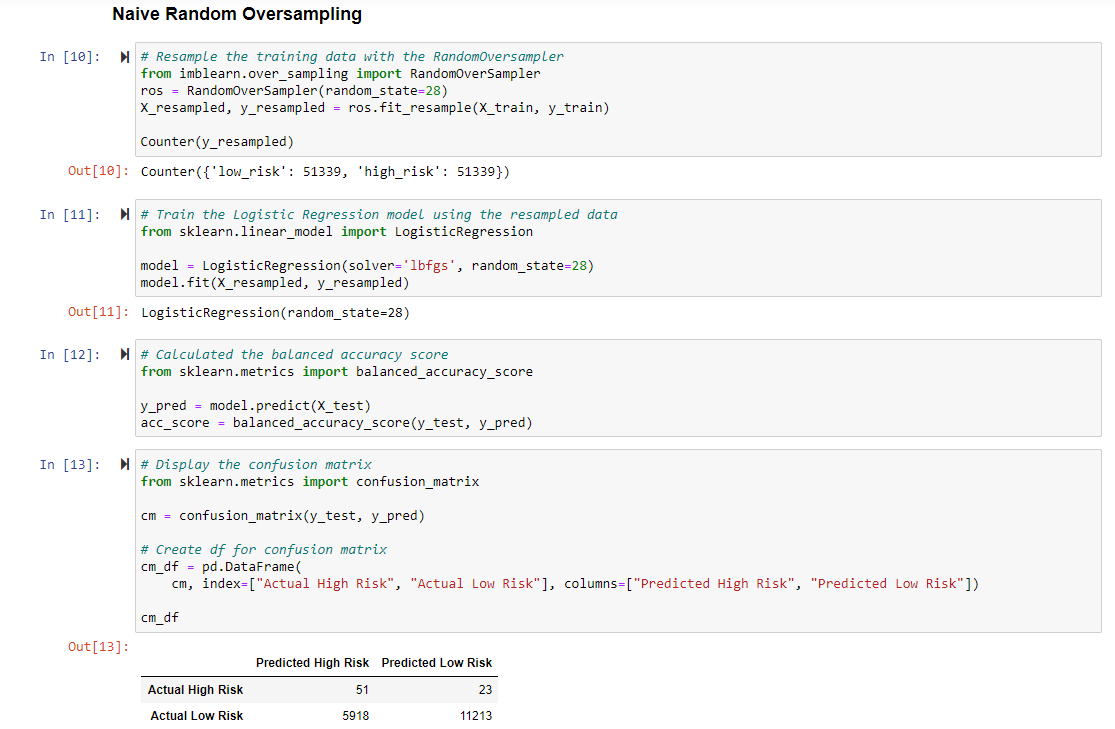 Naive Random Oversampling
In [10]:
# Resample the training data with the RandomOversampler
from imblearn.over_sampling import RandomOverSampler
ros = RandomOverSampler(random_state=28)
X_resampled, y_resampled = ros.fit_resample(X_train, y_train)
Counter(y_resampled)
Out[10]: Counter({'low_risk': 51339, 'high_risk': 51339})
In [11]:
# Train the Logistic Regression model using the resampled data
from sklearn.linear_model import LogisticRegression
model = LogisticRegression(solver='lbfgs', random_state=28)
model.fit(X_resampled, y_resampled)
Out[11]: LogisticRegression(random_state=28)
In [12]:
# Calculated the balanced accuracy score
from sklearn.metrics import balanced_accuracy_score
y_pred = model.predict(X_test)
acc_score = balanced_accuracy_score(y_test, y_pred)
In [13]:
# Display the confusion matrix
from sklearn.metrics import confusion_matrix
cm = confusion_matrix(y_test, y_pred)
# Create df for confusion matrix
cm_df = pd.DataFrame(
cm, index=["Actual High Risk", "Actual Low Risk"], columns=["Predicted High Risk", "Predicted Low Risk"])
cm_df
Out[13]:
Predicted High Risk Predicted Low Risk
Actual High Risk 51 23
Actual Low Risk 5918 11213